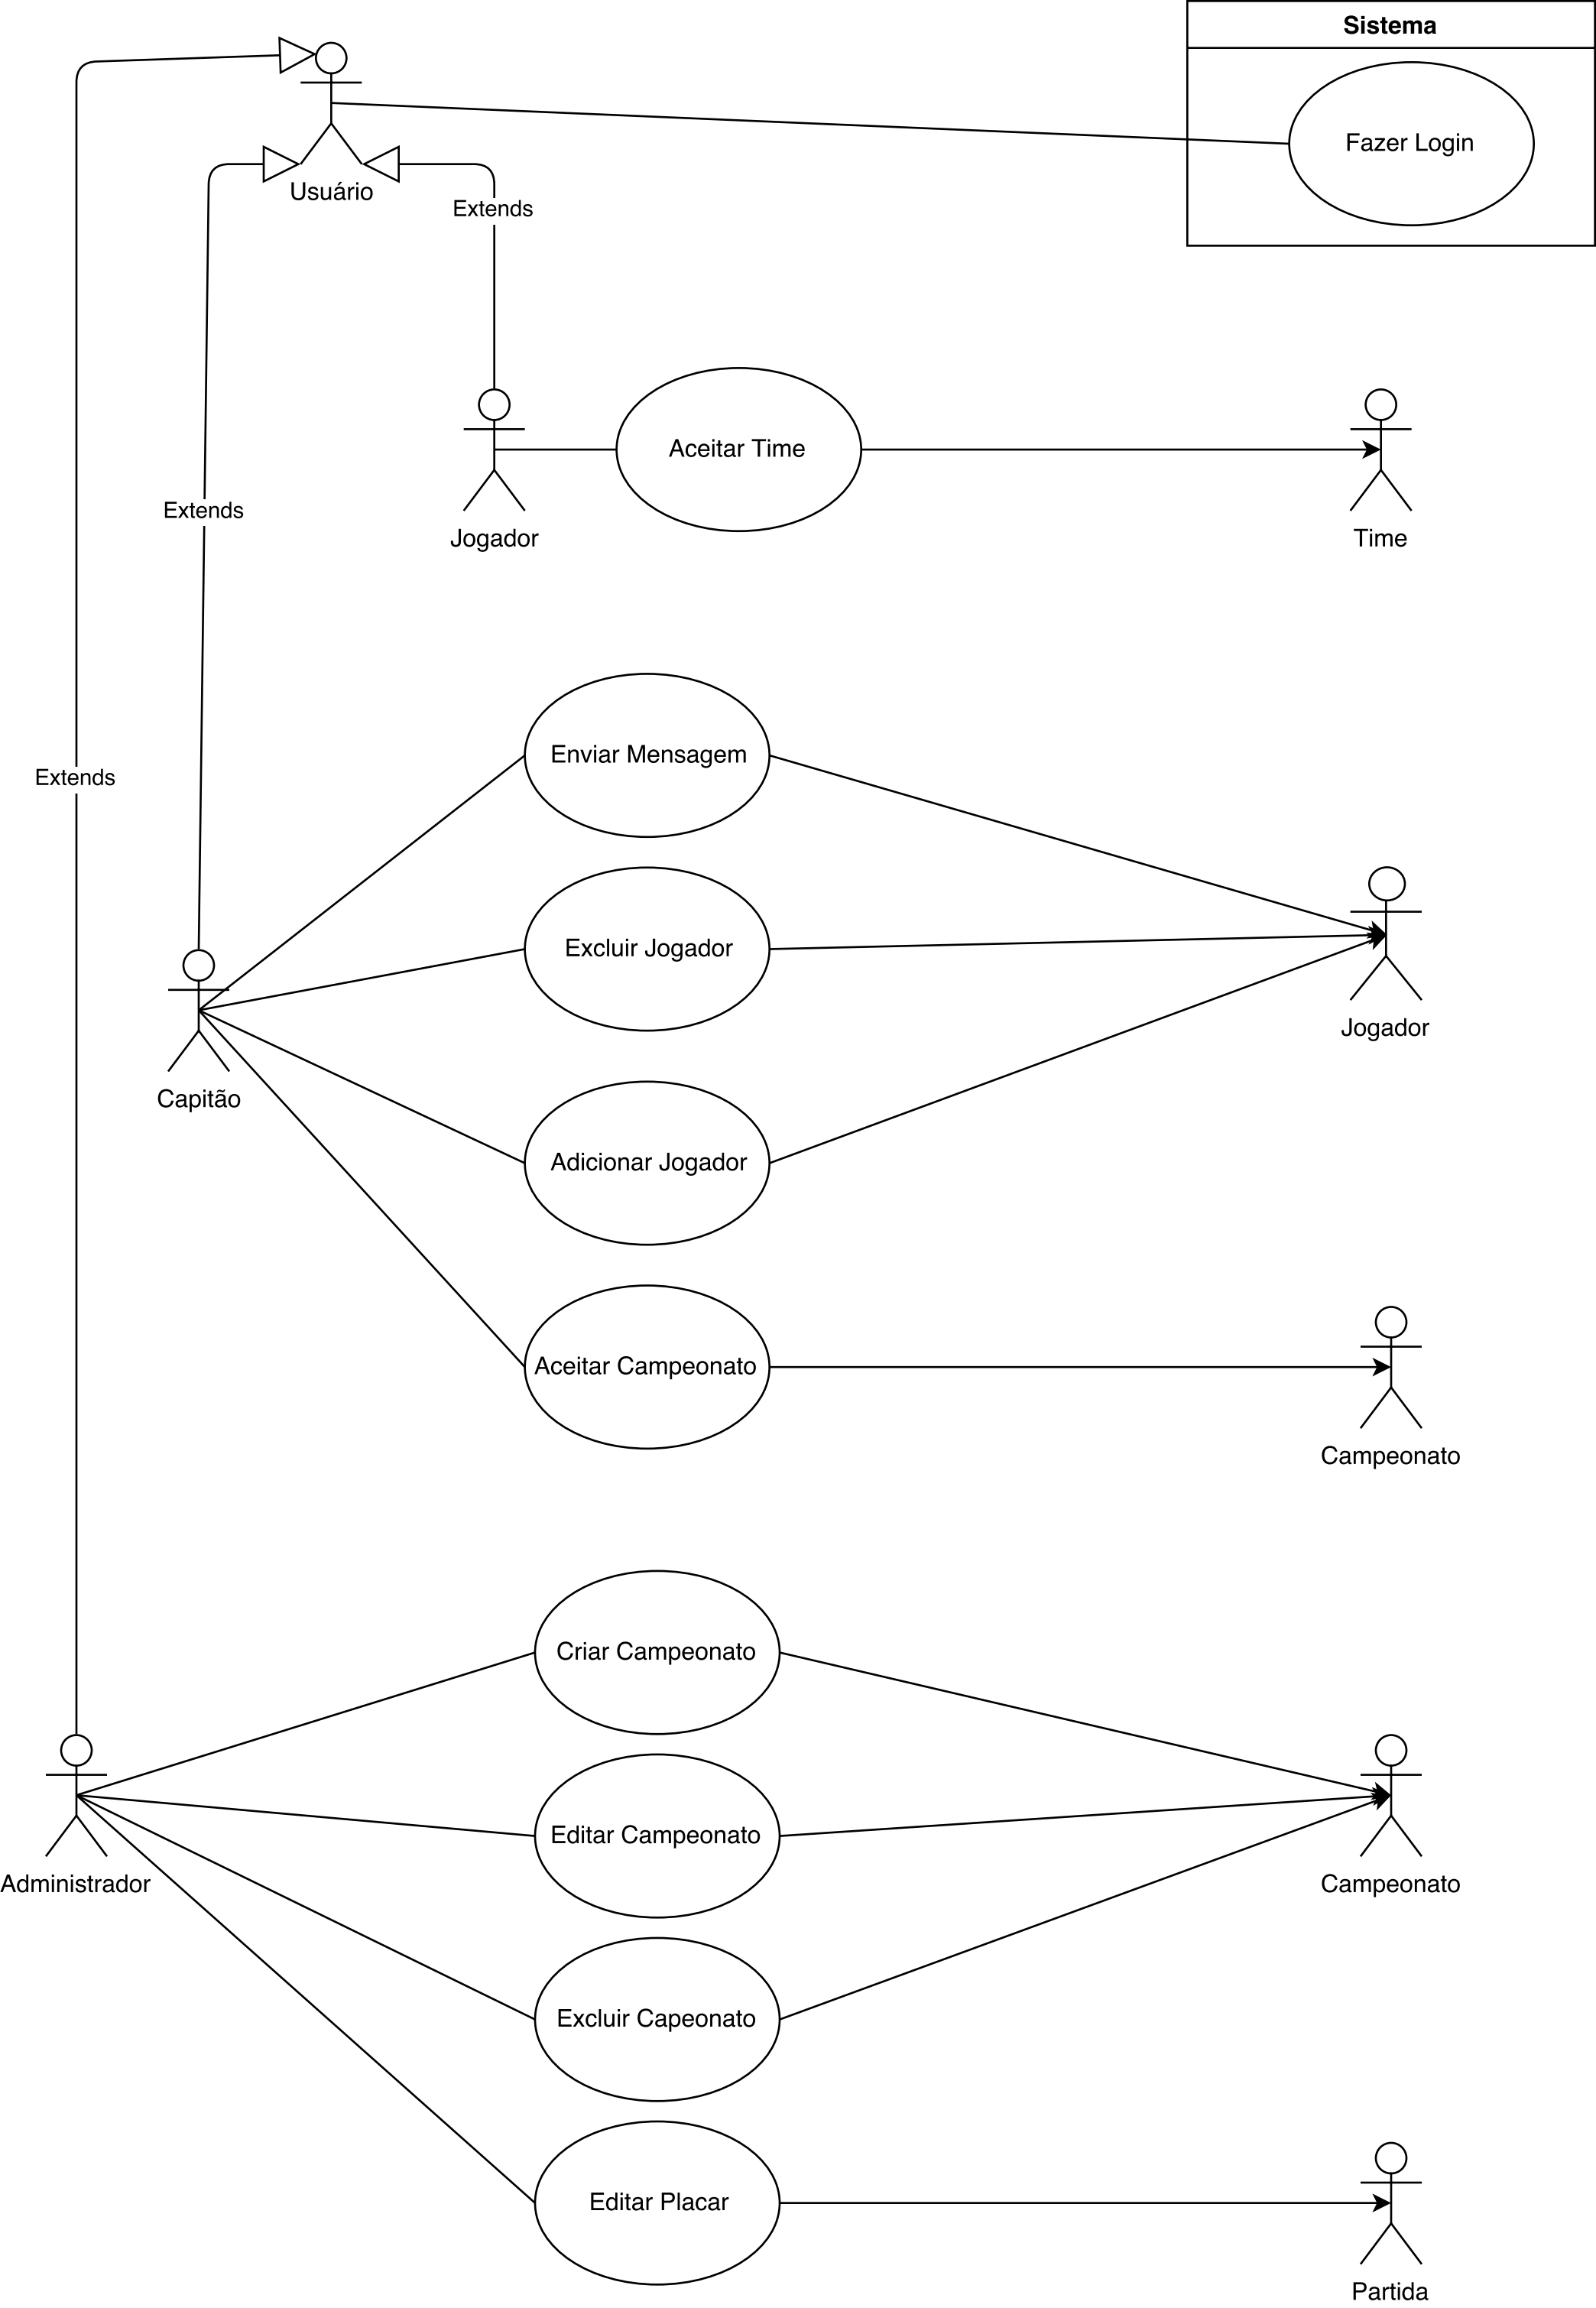 Sistema
Fazer Login
Usuário
Extends
Aceitar Time
Jogador
Time
Extends
Enviar Mensagem
Extends
Excluir Jogador
Jogador
Capitão
Adicionar Jogador
Aceitar Campeonato
Campeonato
Criar Campeonato
Editar Campeonato
Administrador
Campeonato
Excluir Capeonato
Editar Placar
Partida